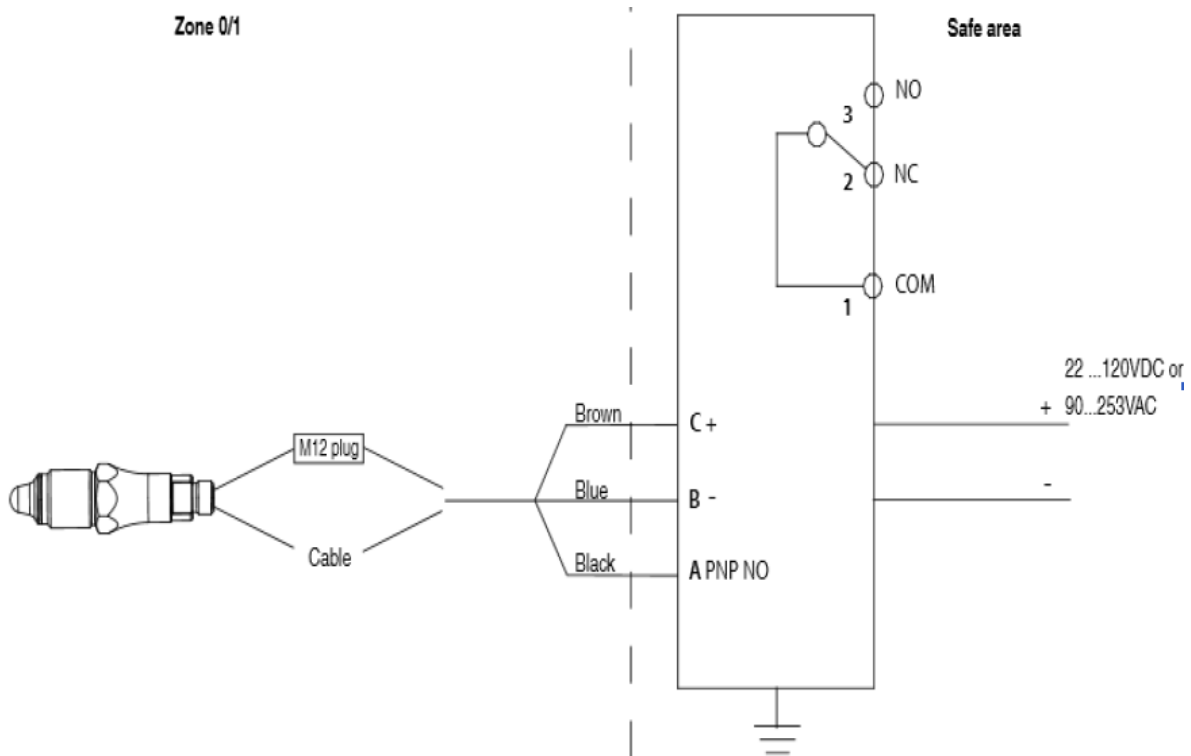 Zone 0/1
Safe area
NO
3
NC
2
COM
1
22 ...120VDC or
+ 90...253VAC
Brown
C +
M12 plug
Blue
B -
-
Cable
Black
A PNP NO